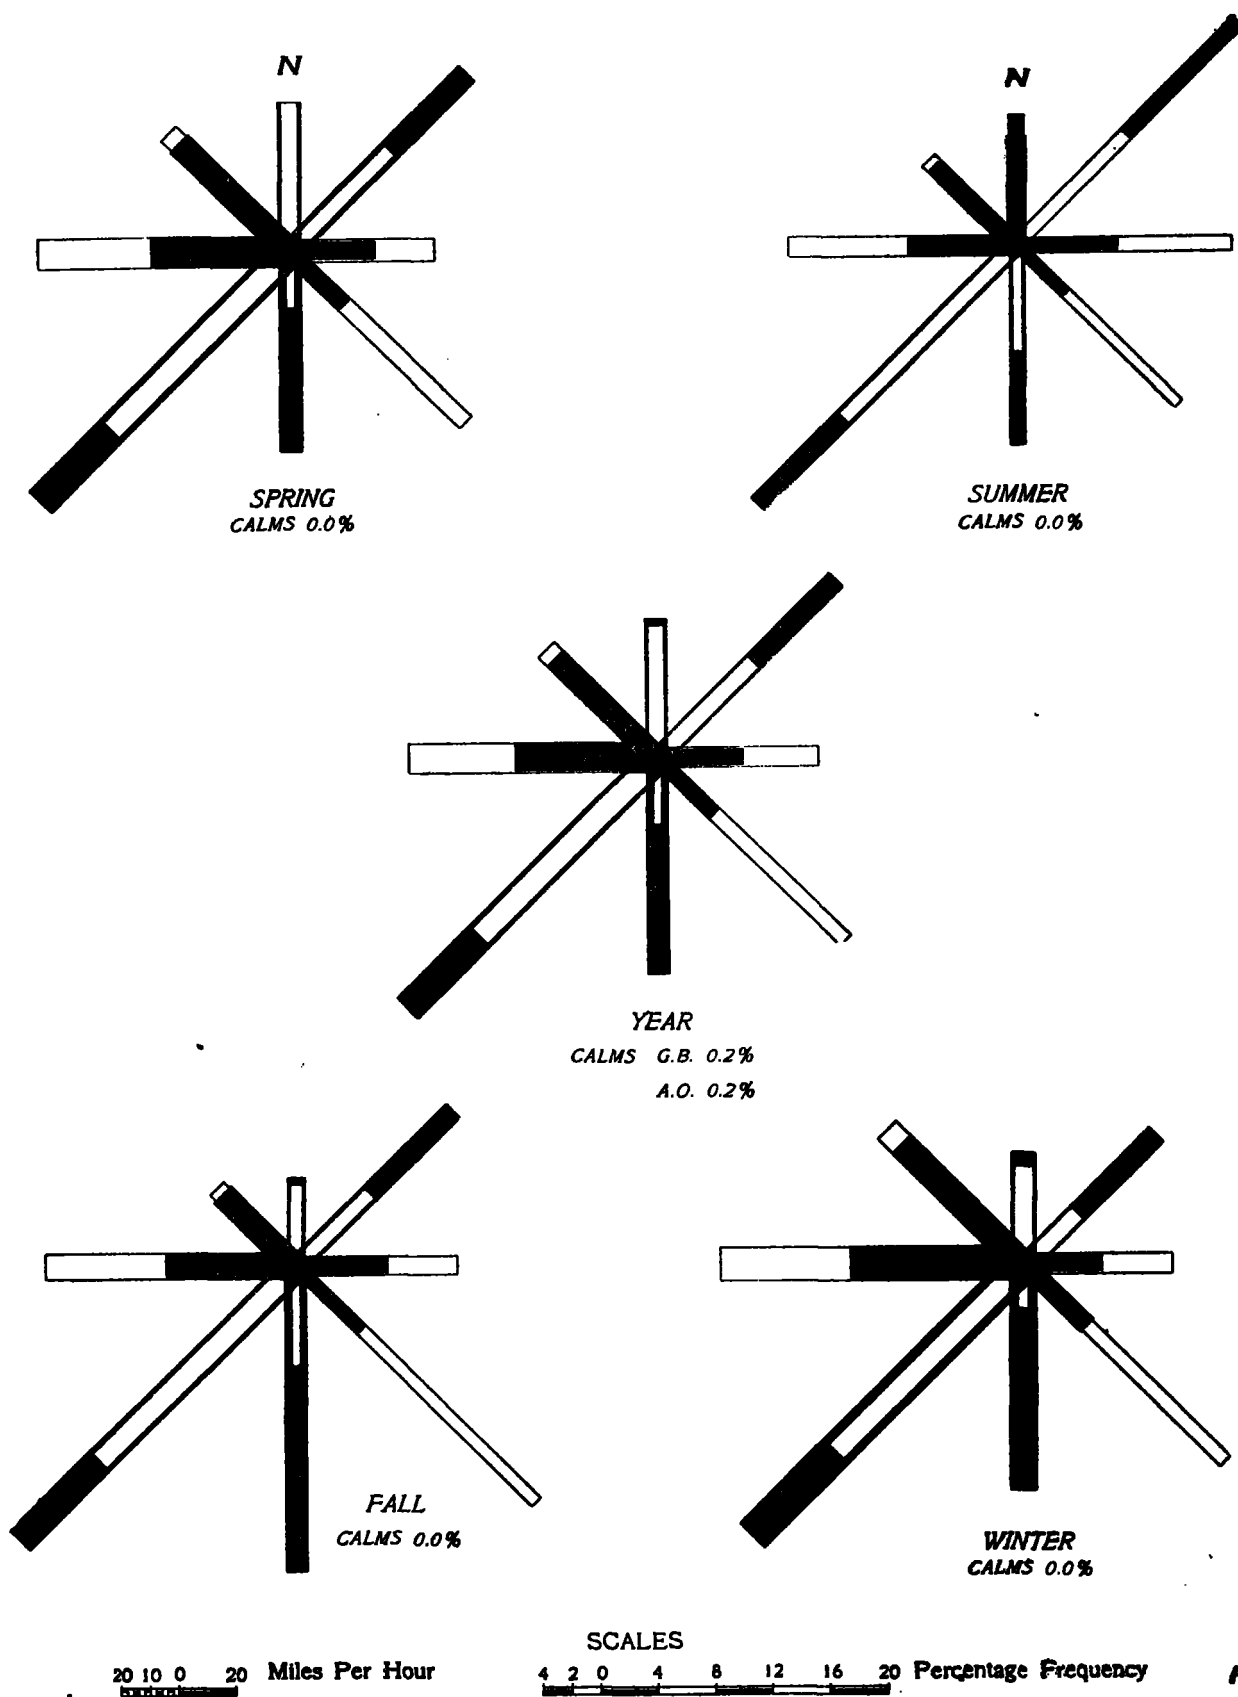 N
N
SPRING
CALMS 0.0%
SUMMER
CALMS 0.0%
YEAR
CALMS G.B. 0.2%
A.O. 0.2%
FALL
CALMS 0.0%
WINTER
CALMS 0.0%
SCALES
20 10 0 20 Miles Per Hour
4 2 0 4 8 12 16 20 Percentage Frequency